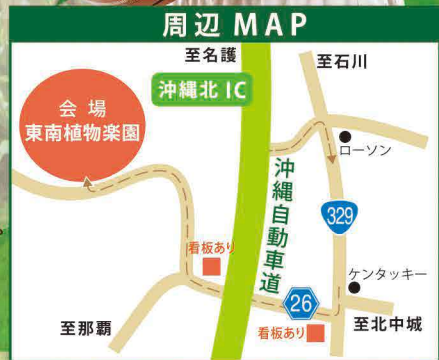 周辺 MAP
至名護
至石川
沖縄北 IC
会場
東南植物楽園
ローソン
沖縄自動車道
329
看板あり
ケンタッキー
26
至那覇
看板あり
至北中城